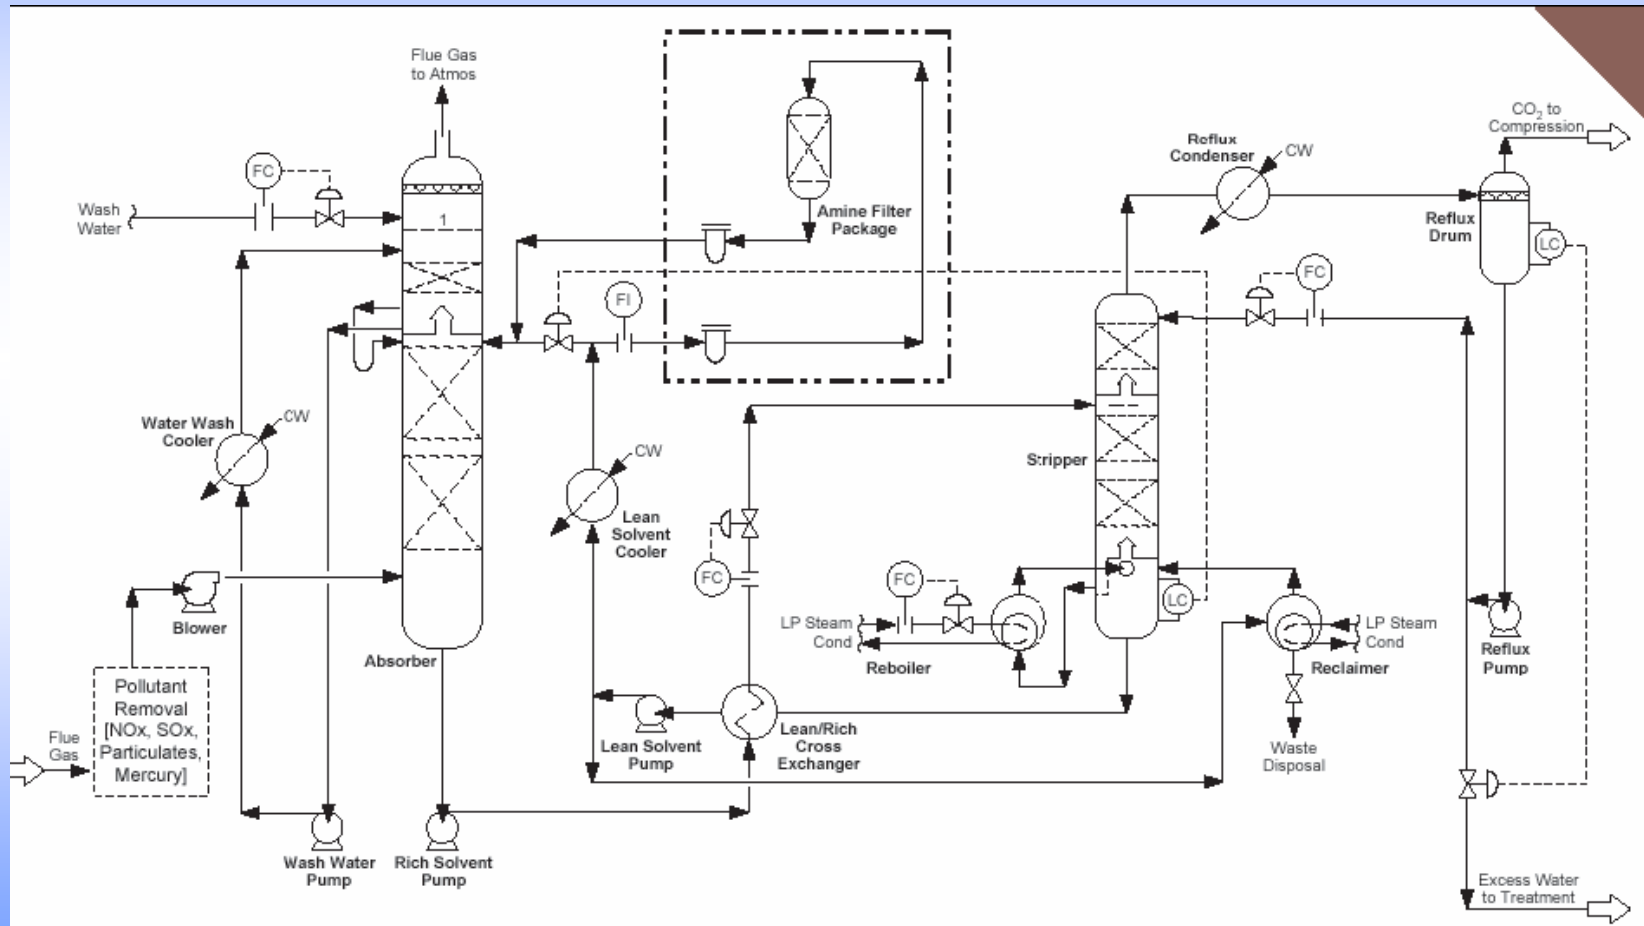 Flue Gas
to Atmos
FC
Wash
Water
1
Amine Filter
Package
FI
Reflux
Condenser
CW
CO2 to
Compression
Reflux
Drum
LC
FC
Water Wash
Cooler
CW
CW
Lean
Solvent
Cooler
Stripper
FC
FC
LC
LP Steam
Cond
Reboiler
LP Steam
Cond
Reclaimer
Reflux
Pump
Blower
Absorber
Pollutant
Removal
[NOx, SOx,
Particulates,
Mercury]
Flue
Gas
Lean Solvent
Pump
Lean/Rich
Cross
Exchanger
Waste
Disposal
Wash Water
Pump
Rich Solvent
Pump
Excess Water
to Treatment